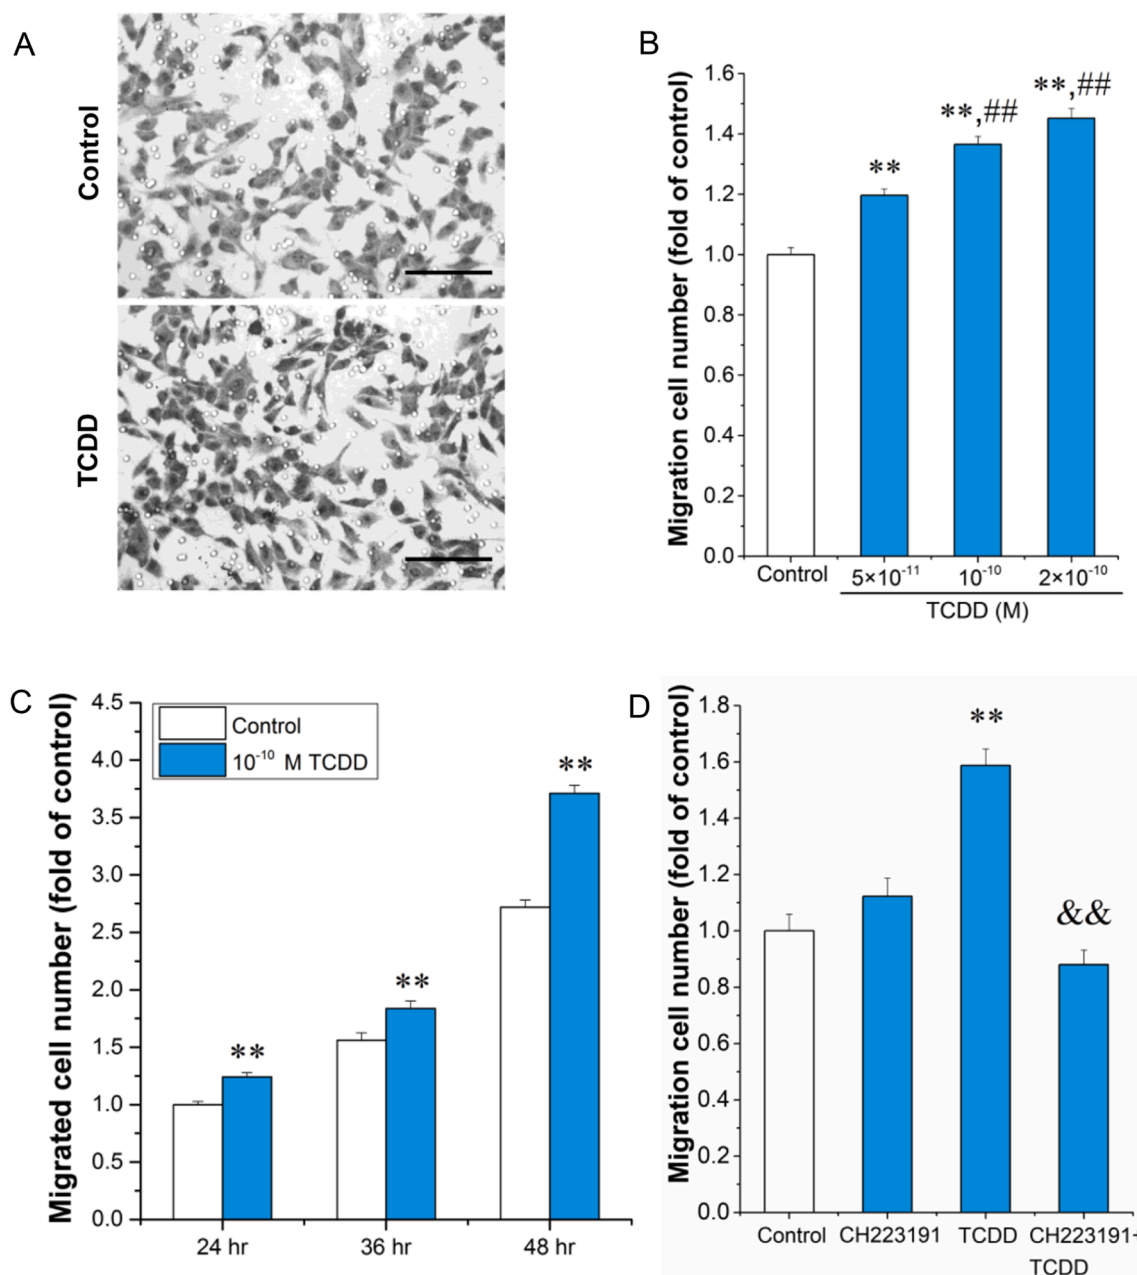 A
Control
TCDD
B
Migration cell number (fold of control)
1.6
1.4
1.2
1.0
0.8
0.6
0.4
0.2
0.0
**
**,##
**,##
Control
5×10⁻¹¹
10⁻¹⁰
2×10⁻¹⁰
TCDD (M)
C
Migrated cell number (fold of control)
4.5
4.0
3.5
3.0
2.5
2.0
1.5
1.0
0.5
0.0
Control
10⁻¹⁰ M TCDD
**
**
**
24 hr
36 hr
48 hr
D
Migration cell number (fold of control)
1.8
1.6
1.4
1.2
1.0
0.8
0.6
0.4
0.2
0.0
**
&&
Control
CH223191
TCDD
CH223191+
TCDD